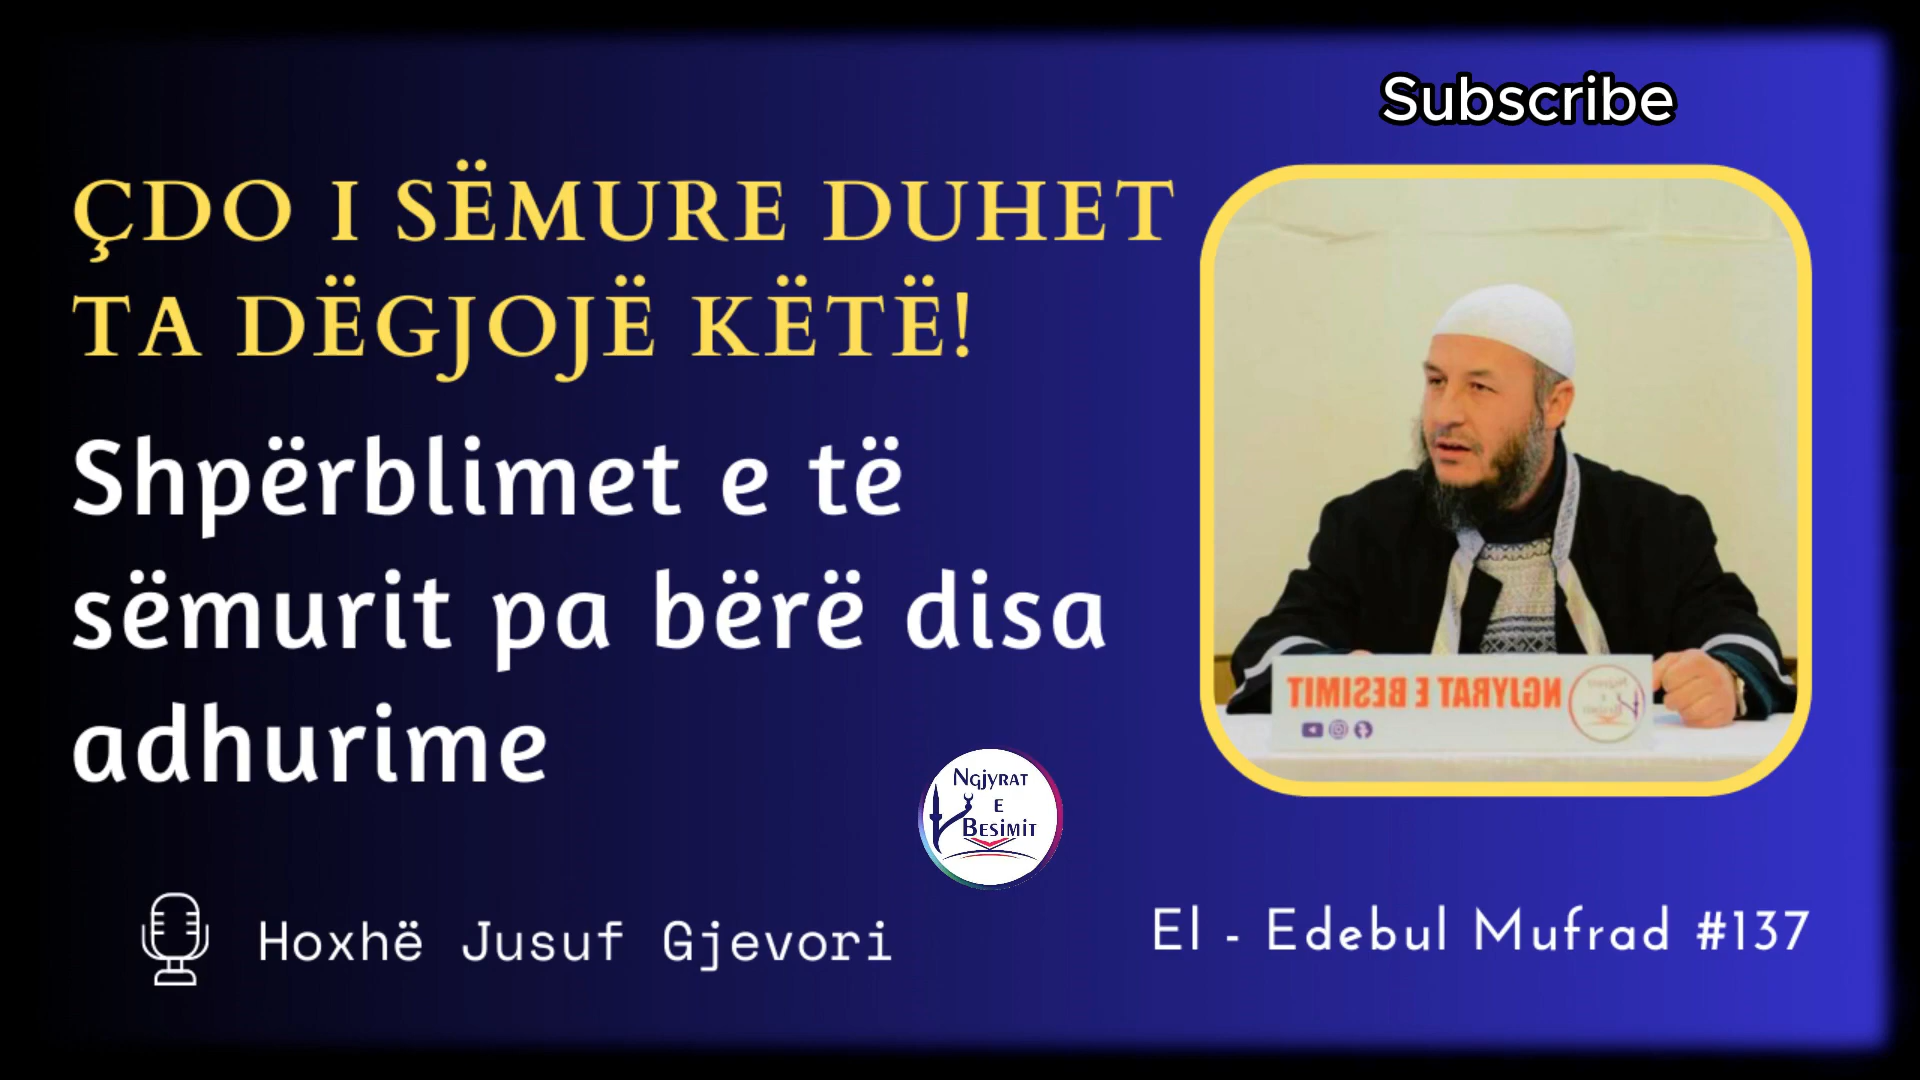 Subscribe
ÇDO I SËMURE DUHET
TA DËGJOJË KËTË!
Shpërblimet e të
sëmurit pa bërë disa
adhurime
NGJYRAT E BESIMIT
Ngjyrat
E
Besimit
Hoxhë Jusuf Gjevori
El - Edebul Mufrad #137